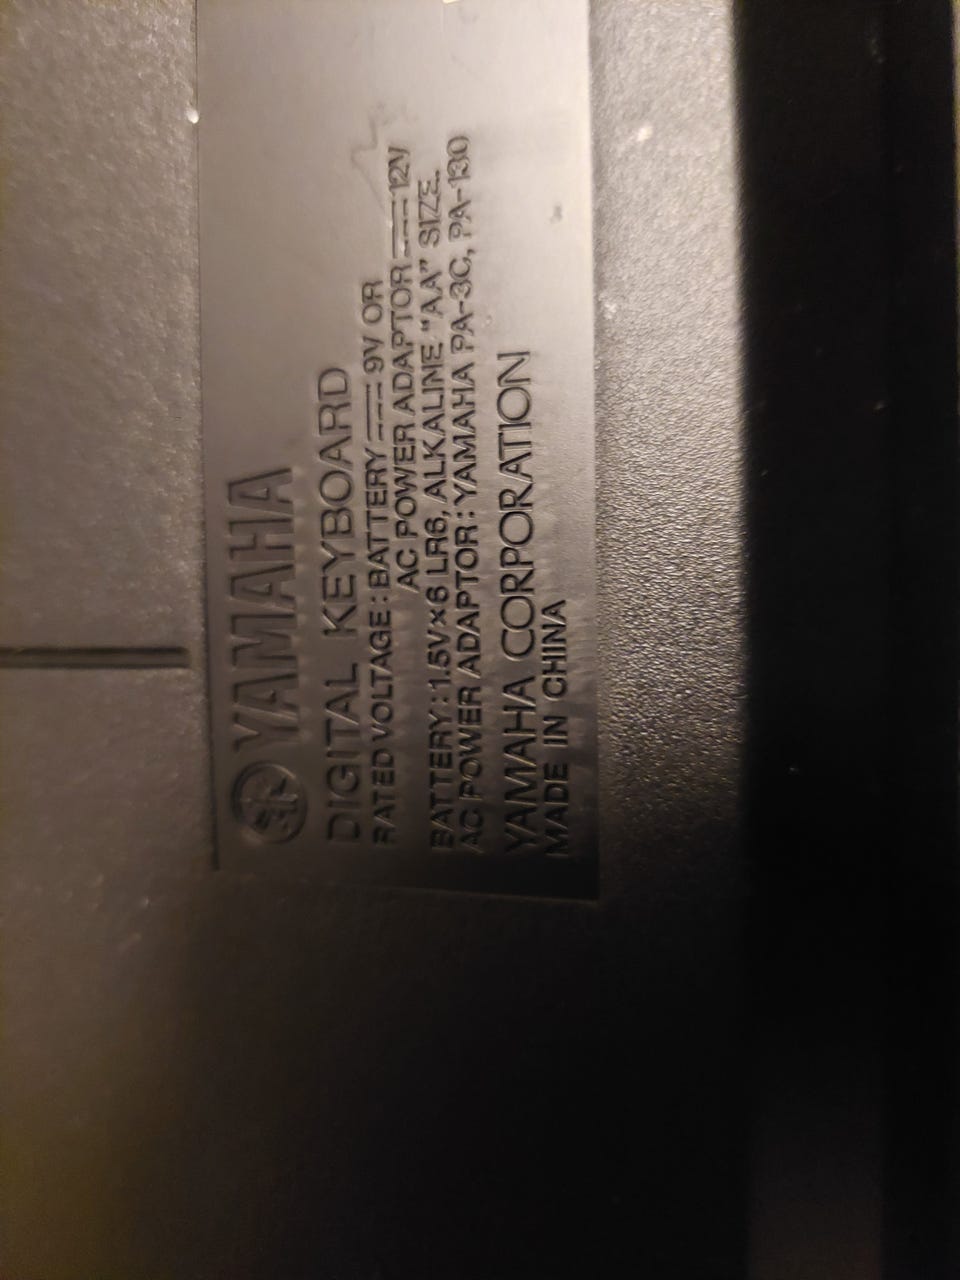 YAMAHA
DIGITAL KEYBOARD
RATED VOLTAGE : BATTERY ⎓ 9V OR
AC POWER ADAPTOR ⎓ 12V
BATTERY : 1.5V×6 LR6, ALKALINE "AA" SIZE.
AC POWER ADAPTOR : YAMAHA PA-3C, PA-130
YAMAHA CORPORATION
MADE IN CHINA